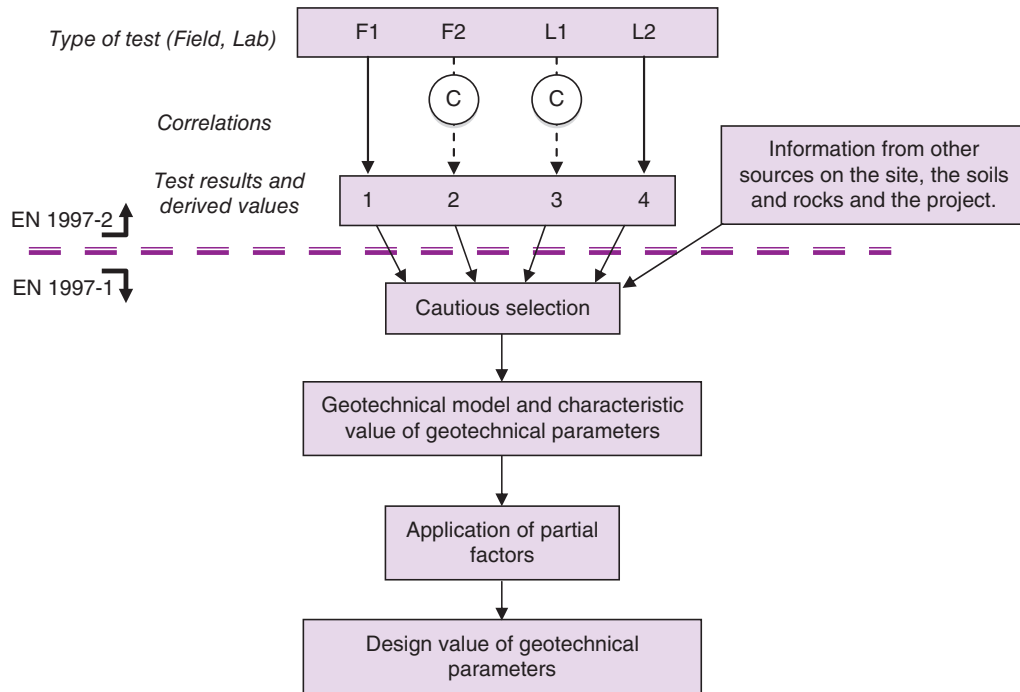 Type of test (Field, Lab)
F1 F2 L1 L2
C C
Correlations
Test results and
derived values
1 2 3 4
Information from other
sources on the site, the soils
and rocks and the project.
EN 1997-2
EN 1997-1
Cautious selection
Geotechnical model and characteristic
value of geotechnical parameters
Application of partial
factors
Design value of geotechnical
parameters